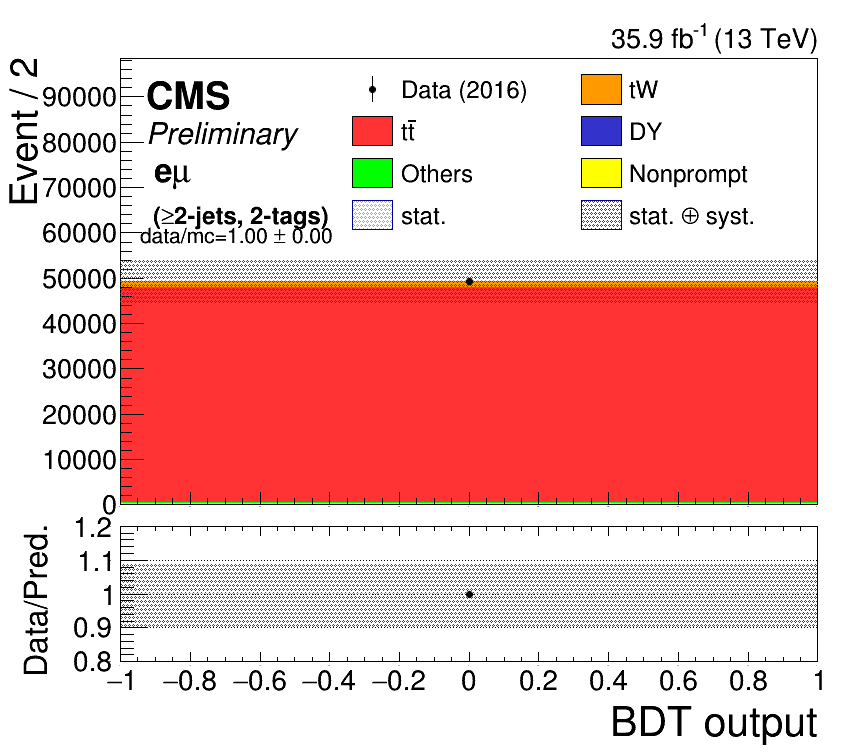 35.9 fb⁻¹ (13 TeV)
Event / 2
90000
80000
70000
60000
50000
40000
30000
20000
10000
0
CMS
Preliminary
eμ
(≥2-jets, 2-tags)
data/mc=1.00 ± 0.00
Data (2016)
tW
tt̄
DY
Others
Nonprompt
stat.
stat. ⊕ syst.
Data/Pred.
1.2
1.1
1
0.9
0.8
−1 −0.8 −0.6 −0.4 −0.2 0 0.2 0.4 0.6 0.8 1
BDT output